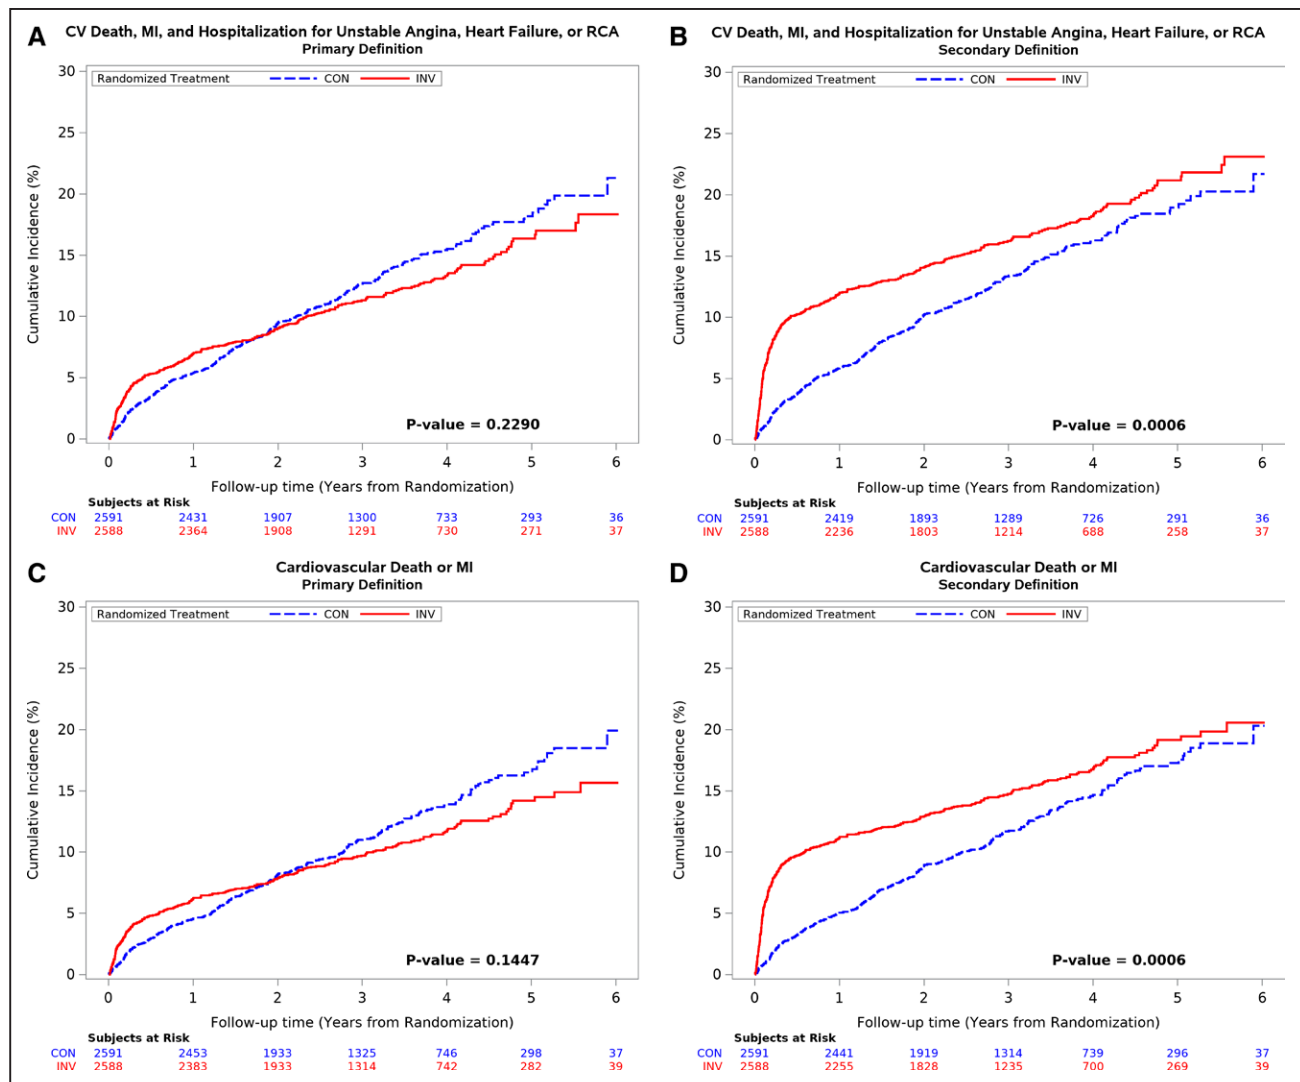 A
CV Death, MI, and Hospitalization for Unstable Angina, Heart Failure, or RCA
Primary Definition
Randomized Treatment CON INV
30
25
20
15
10
5
0
Cumulative Incidence (%)
P-value = 0.2290
0 1 2 3 4 5 6
Follow-up time (Years from Randomization)
Subjects at Risk
CON 2591 2431 1907 1300 733 293 36
INV 2588 2364 1908 1291 730 271 37
B
CV Death, MI, and Hospitalization for Unstable Angina, Heart Failure, or RCA
Secondary Definition
Randomized Treatment CON INV
30
25
20
15
10
5
0
Cumulative Incidence (%)
P-value = 0.0006
0 1 2 3 4 5 6
Follow-up time (Years from Randomization)
Subjects at Risk
CON 2591 2419 1893 1289 726 291 36
INV 2588 2236 1803 1214 688 258 37
C
Cardiovascular Death or MI
Primary Definition
Randomized Treatment CON INV
30
25
20
15
10
5
0
Cumulative Incidence (%)
P-value = 0.1447
0 1 2 3 4 5 6
Follow-up time (Years from Randomization)
Subjects at Risk
CON 2591 2453 1933 1325 746 298 37
INV 2588 2383 1933 1314 742 282 39
D
Cardiovascular Death or MI
Secondary Definition
Randomized Treatment CON INV
30
25
20
15
10
5
0
Cumulative Incidence (%)
P-value = 0.0006
0 1 2 3 4 5 6
Follow-up time (Years from Randomization)
Subjects at Risk
CON 2591 2441 1919 1314 739 296 37
INV 2588 2255 1828 1235 700 269 39